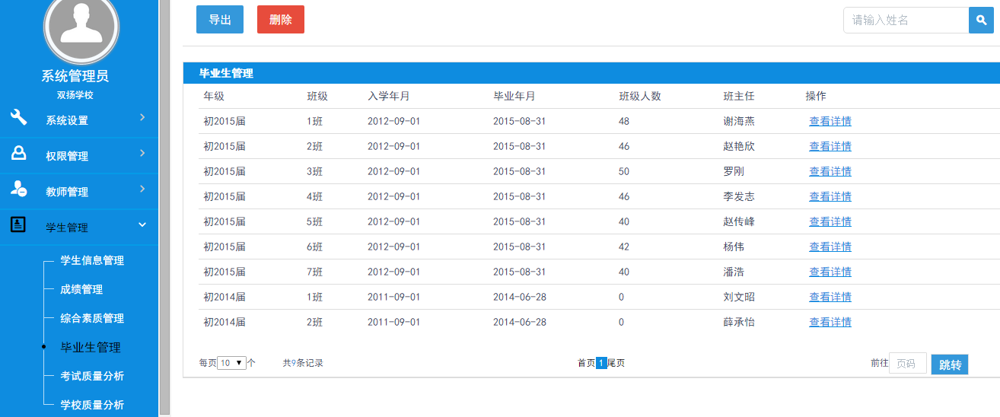 导出 删除 请输入姓名
系统管理员
双扬学校
系统设置
权限管理
教师管理
学生管理
学生信息管理
成绩管理
综合素质管理
毕业生管理
考试质量分析
学校质量分析
毕业生管理
年级 班级 入学年月 毕业年月 班级人数 班主任 操作
初2015届 1班 2012-09-01 2015-08-31 48 谢海燕 查看详情
初2015届 2班 2012-09-01 2015-08-31 46 赵艳欣 查看详情
初2015届 3班 2012-09-01 2015-08-31 50 罗刚 查看详情
初2015届 4班 2012-09-01 2015-08-31 46 李发志 查看详情
初2015届 5班 2012-09-01 2015-08-31 40 赵传峰 查看详情
初2015届 6班 2012-09-01 2015-08-31 42 杨伟 查看详情
初2015届 7班 2012-09-01 2015-08-31 40 潘浩 查看详情
初2014届 1班 2011-09-01 2014-06-28 0 刘文昭 查看详情
初2014届 2班 2011-09-01 2014-06-28 0 薛承怡 查看详情
每页 10 个 共9条记录 首页 1 尾页 前往 页码 跳转